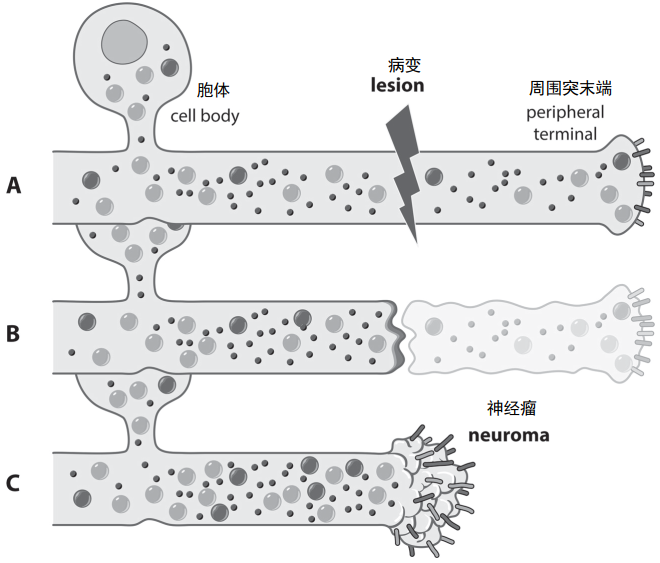 病变
lesion
胞体
cell body
周围突末端
peripheral
terminal
A
B
神经瘤
neuroma
C